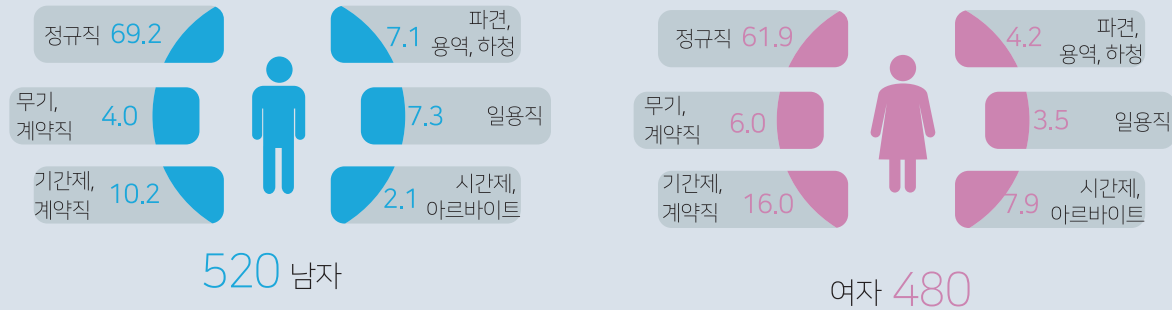 정규직 69.2
무기,
계약직
4.0
기간제,
계약직
10.2
7.1
파견,
용역, 하청
7.3 일용직
2.1
시간제,
아르바이트
520 남자
정규직 61.9
무기,
계약직
6.0
기간제,
계약직
16.0
4.2
파견,
용역, 하청
3.5 일용직
7.9
시간제,
아르바이트
여자 480